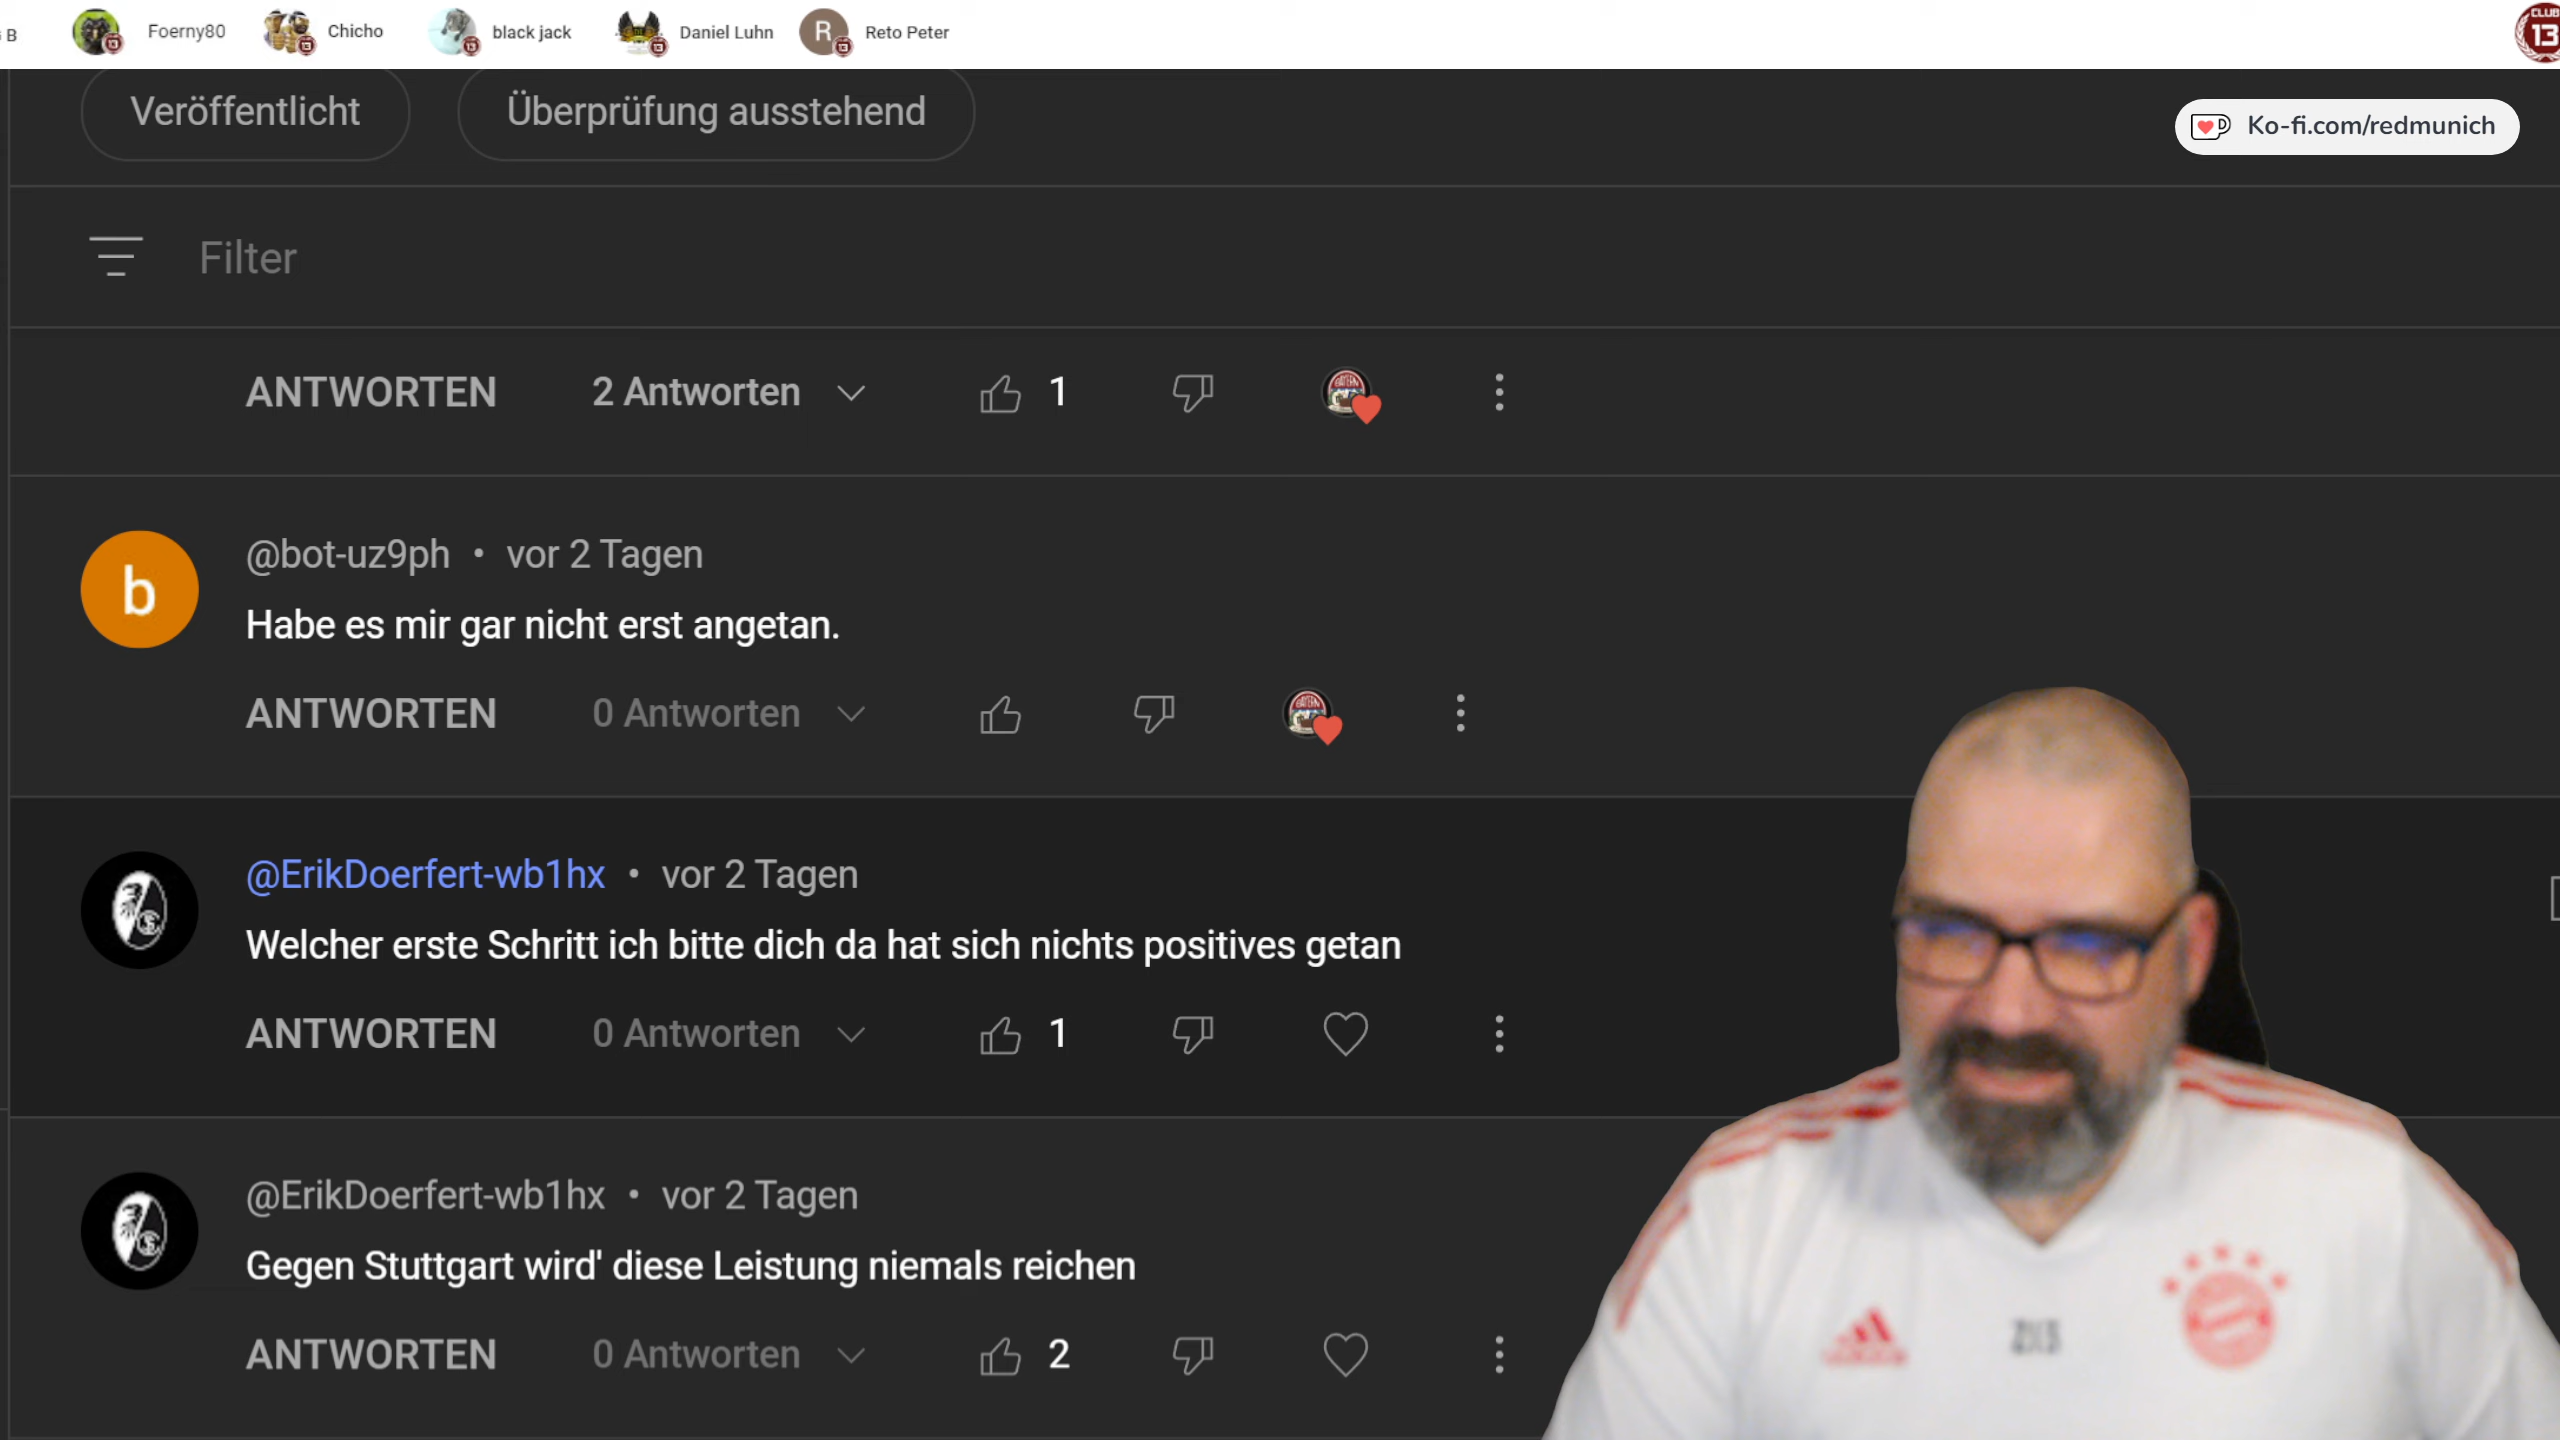 B Foerny80 Chicho black jack Daniel Luhn R Reto Peter CLUB 13
Veröffentlicht Überprüfung ausstehend
Ko-fi.com/redmunich
Filter
ANTWORTEN 2 Antworten 1
b
@bot-uz9ph • vor 2 Tagen
Habe es mir gar nicht erst angetan.
ANTWORTEN 0 Antworten
@ErikDoerfert-wb1hx • vor 2 Tagen
Welcher erste Schritt ich bitte dich da hat sich nichts positives getan
ANTWORTEN 0 Antworten 1
@ErikDoerfert-wb1hx • vor 2 Tagen
Gegen Stuttgart wird' diese Leistung niemals reichen
ANTWORTEN 0 Antworten 2